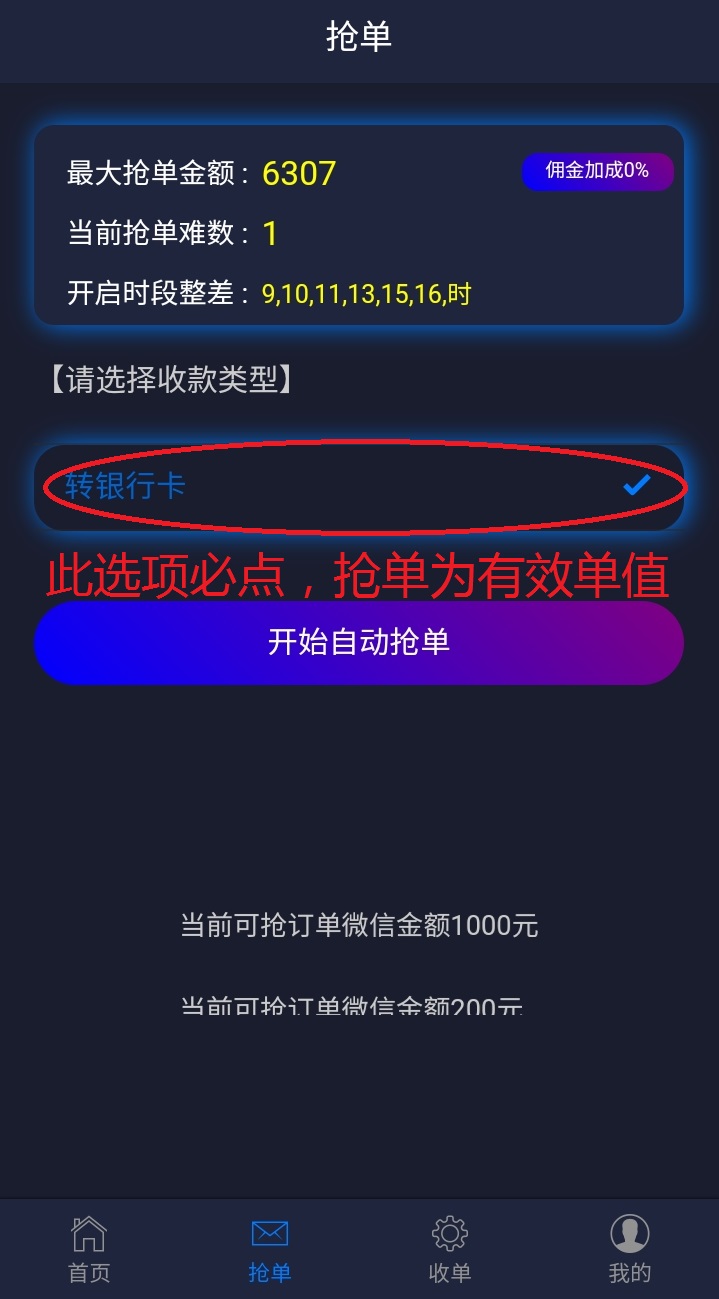 抢单
最大抢单金额： 6307
佣金加成0%
当前抢单难数： 1
开启时段整差： 9,10,11,13,15,16,时
【请选择收款类型】
转银行卡
此选项必点，抢单为有效单值
开始自动抢单
当前可抢订单微信金额1000元
当前可抢订单微信金额200元
首页
抢单
收单
我的